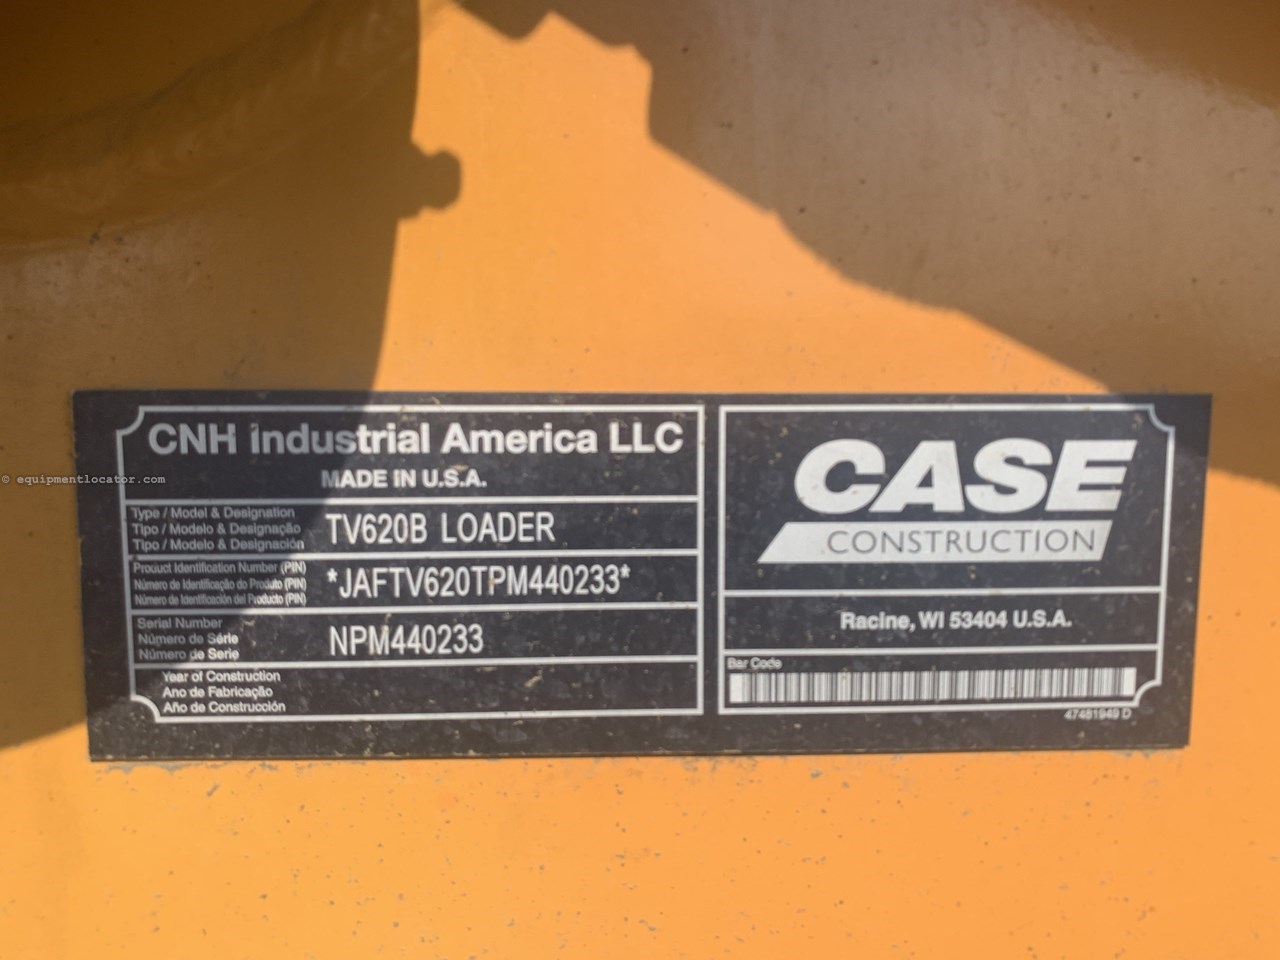 CNH Industrial America LLC
MADE IN U.S.A.
Type / Model & Designation
Tipo / Modelo & Designação
Tipo / Modelo & Designación
TV620B LOADER
Product Identification Number (PIN)
Número de Identificação do Produto (PIN)
Número de Identificación del Producto (PIN)
*JAFTV620TPM440233*
Serial Number
Número de Série
Número de Serie
NPM440233
Year of Construction
Ano de Fabricação
Año de Construcción
CASE
CONSTRUCTION
Racine, WI 53404 U.S.A.
Bar Code
47481949 D
© equipmentlocator.com